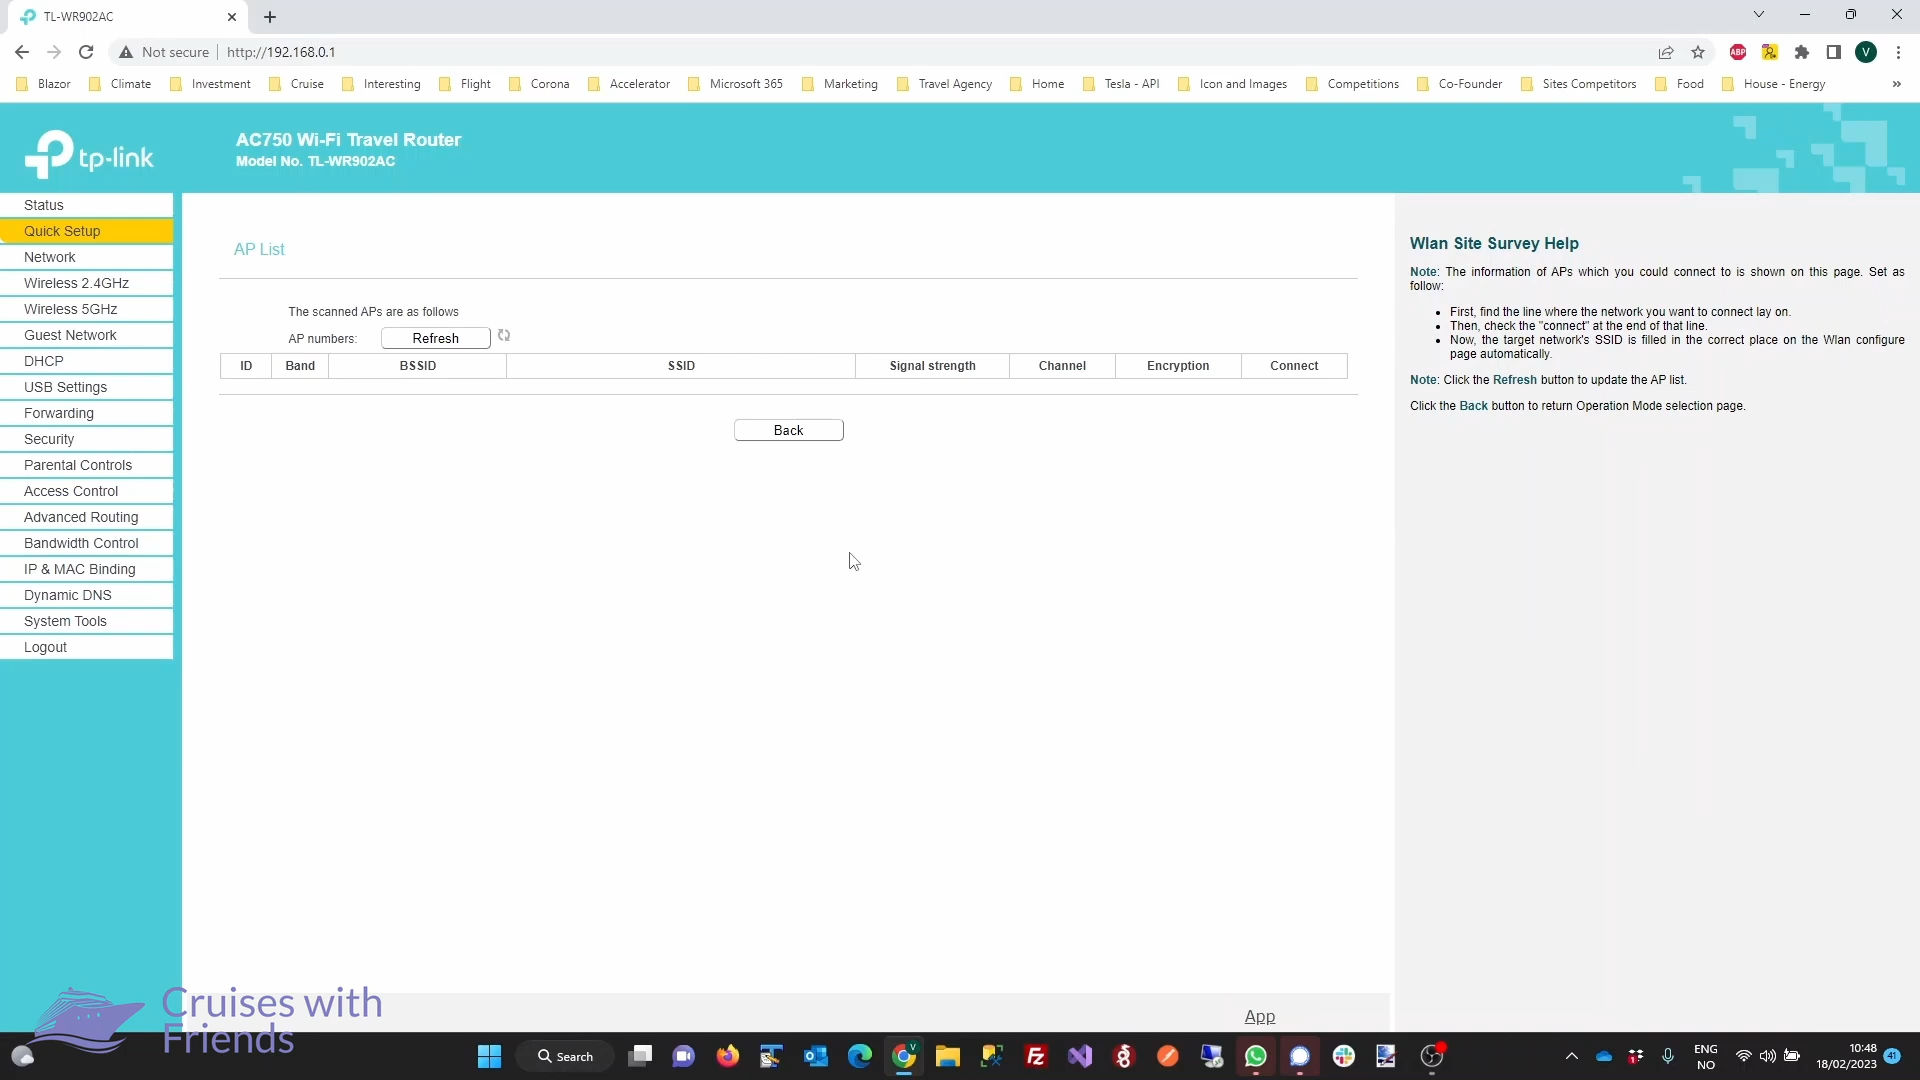 TL-WR902AC
Not secure
http://192.168.0.1
ABP
V
Blazor
Climate
Investment
Cruise
Interesting
Flight
Corona
Accelerator
Microsoft 365
Marketing
Travel Agency
Home
Tesla - API
Icon and Images
Competitions
Co-Founder
Sites Competitors
Food
House - Energy
»
tp-link
AC750 Wi-Fi Travel Router
Model No. TL-WR902AC
Status
Quick Setup
Network
Wireless 2.4GHz
Wireless 5GHz
Guest Network
DHCP
USB Settings
Forwarding
Security
Parental Controls
Access Control
Advanced Routing
Bandwidth Control
IP & MAC Binding
Dynamic DNS
System Tools
Logout
AP List
The scanned APs are as follows
AP numbers:
Refresh
ID Band BSSID SSID Signal strength Channel Encryption Connect
Back
Wlan Site Survey Help
Note: The information of APs which you could connect to is shown on this page. Set as
follow:
First, find the line where the network you want to connect lay on.
Then, check the "connect" at the end of that line.
Now, the target network's SSID is filled in the correct place on the Wlan configure
page automatically.
Note: Click the Refresh button to update the AP list.
Click the Back button to return Operation Mode selection page.
App
Cruises with
Friends
Search
ENG
NO
10:48
18/02/2023
41